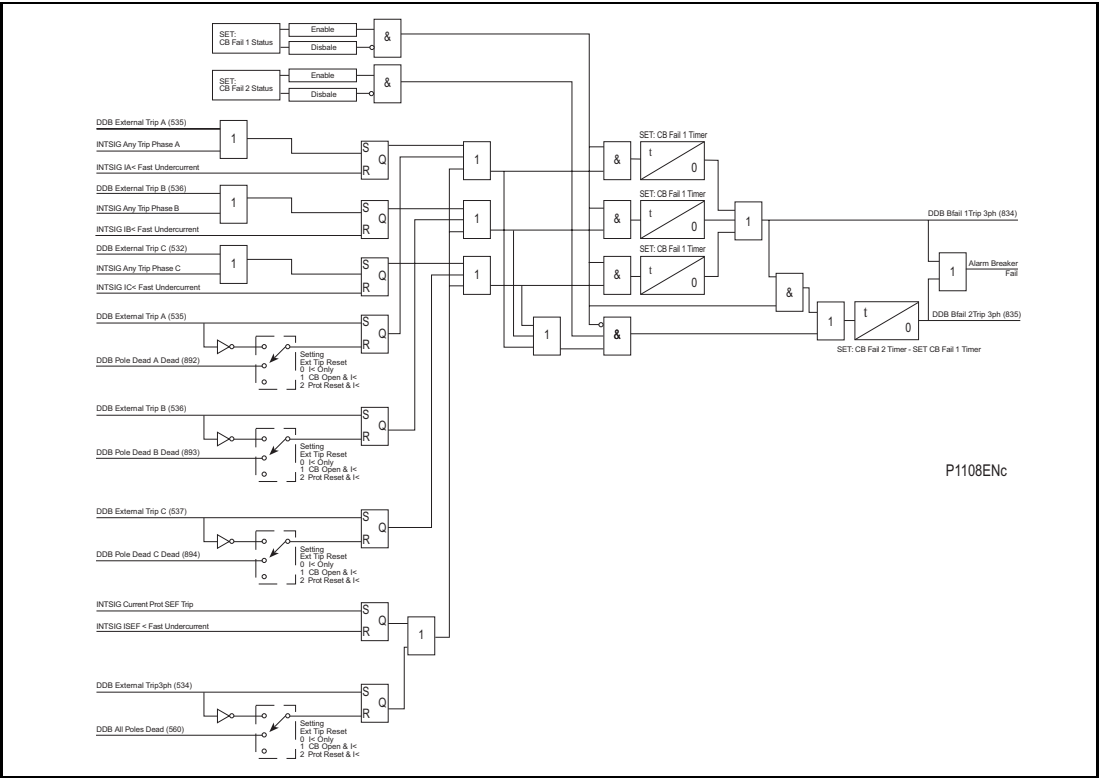 SET:
CB Fail 1 Status
Enable
Disbale
&
SET:
CB Fail 2 Status
Enable
Disbale
&
DDB External Trip A (535)
INTSIG Any Trip Phase A
1
INTSIG IA< Fast Undercurrent
S
Q
R
DDB External Trip B (536)
INTSIG Any Trip Phase B
1
INTSIG IB< Fast Undercurrent
S
Q
R
DDB External Trip C (532)
INTSIG Any Trip Phase C
1
INTSIG IC< Fast Undercurrent
S
Q
R
1
1
1
1
&
&
&
&
SET: CB Fail 1 Timer
t
0
SET: CB Fail 1 Timer
t
0
SET: CB Fail 1 Timer
t
0
1
&
1
t
0
SET: CB Fail 2 Timer - SET CB Fail 1 Timer
DDB Bfail 1Trip 3ph (834)
1
Alarm Breaker
Fail
DDB Bfail 2Trip 3ph (835)
DDB External Trip A (535)
DDB Pole Dead A Dead (892)
Setting
Ext Tip Reset
0 I< Only
1 CB Open & I<
2 Prot Reset & I<
S
Q
R
DDB External Trip B (536)
DDB Pole Dead B Dead (893)
Setting
Ext Tip Reset
0 I< Only
1 CB Open & I<
2 Prot Reset & I<
S
Q
R
P1108ENc
DDB External Trip C (537)
DDB Pole Dead C Dead (894)
Setting
Ext Tip Reset
0 I< Only
1 CB Open & I<
2 Prot Reset & I<
S
Q
R
INTSIG Current Prot SEF Trip
INTSIG ISEF < Fast Undercurrent
S
Q
R
1
DDB External Trip3ph (534)
DDB All Poles Dead (560)
Setting
Ext Tip Reset
0 I< Only
1 CB Open & I<
2 Prot Reset & I<
S
Q
R